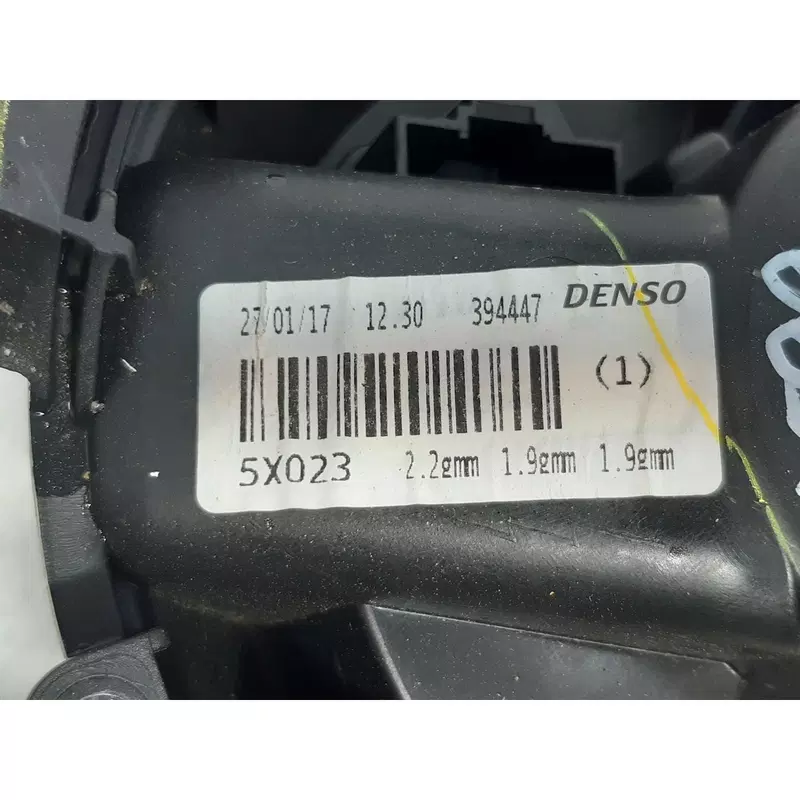 27/01/17 12.30 394447 DENSO
(1)
5X023 2.2gmm 1.9gmm 1.9gmm